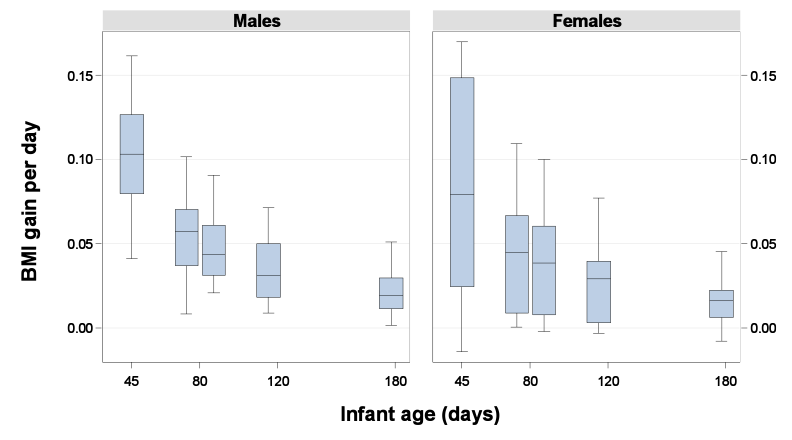 Males Females
0.15 0.15
0.10 0.10
0.05 0.05
0.00 0.00
BMI gain per day
45 80 120 180 45 80 120 180
Infant age (days)